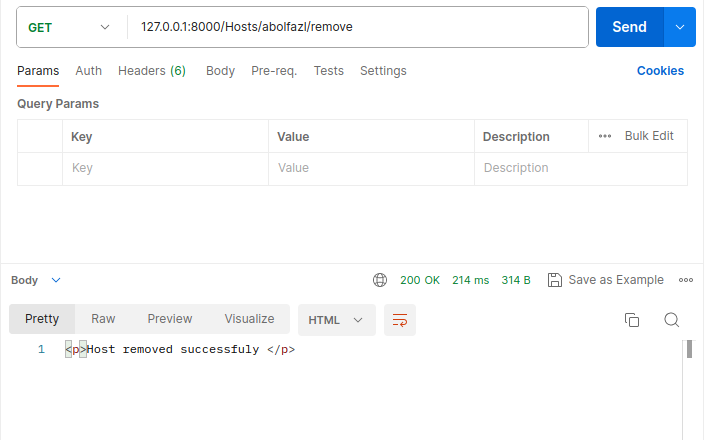 GET 127.0.0.1:8000/Hosts/abolfazl/remove Send
Params Auth Headers (6) Body Pre-req. Tests Settings Cookies
Query Params
Key Value Description Bulk Edit
Key Value Description
Body 200 OK 214 ms 314 B Save as Example
Pretty Raw Preview Visualize HTML
1 <p>Host removed successfuly </p>